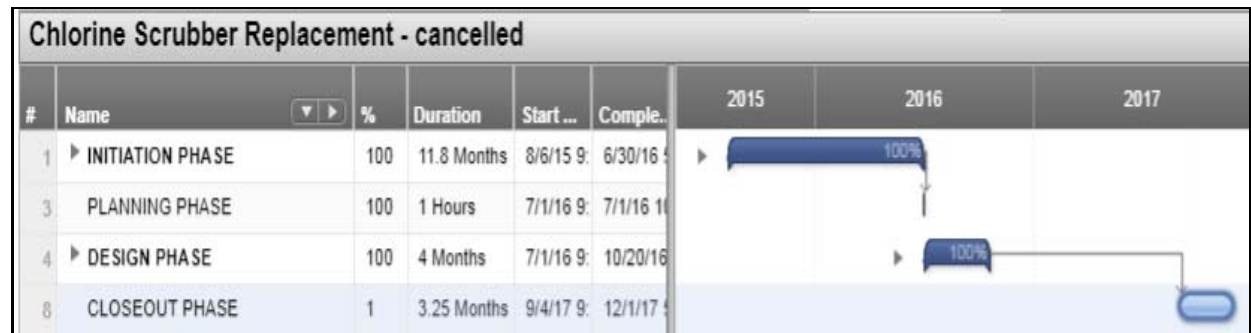 Chlorine Scrubber Replacement - cancelled
# Name % Duration Start ... Comple.. 2015 2016 2017
1 INITIATION PHASE 100 11.8 Months 8/6/15 9: 6/30/16 100%
3 PLANNING PHASE 100 1 Hours 7/1/16 9: 7/1/16
4 DESIGN PHASE 100 4 Months 7/1/16 9: 10/20/16 100%
8 CLOSEOUT PHASE 1 3.25 Months 9/4/17 9: 12/1/17